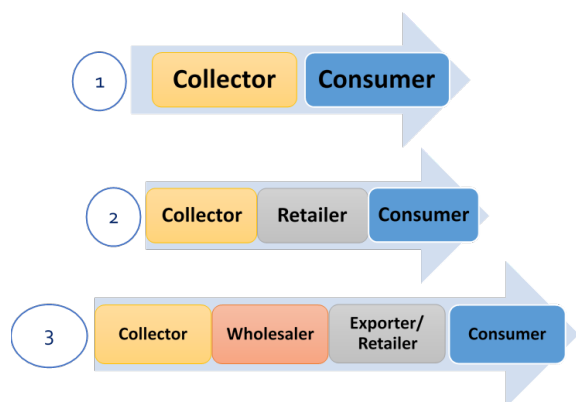 1
Collector
Consumer
2
Collector
Retailer
Consumer
3
Collector
Wholesaler
Exporter/
Retailer
Consumer